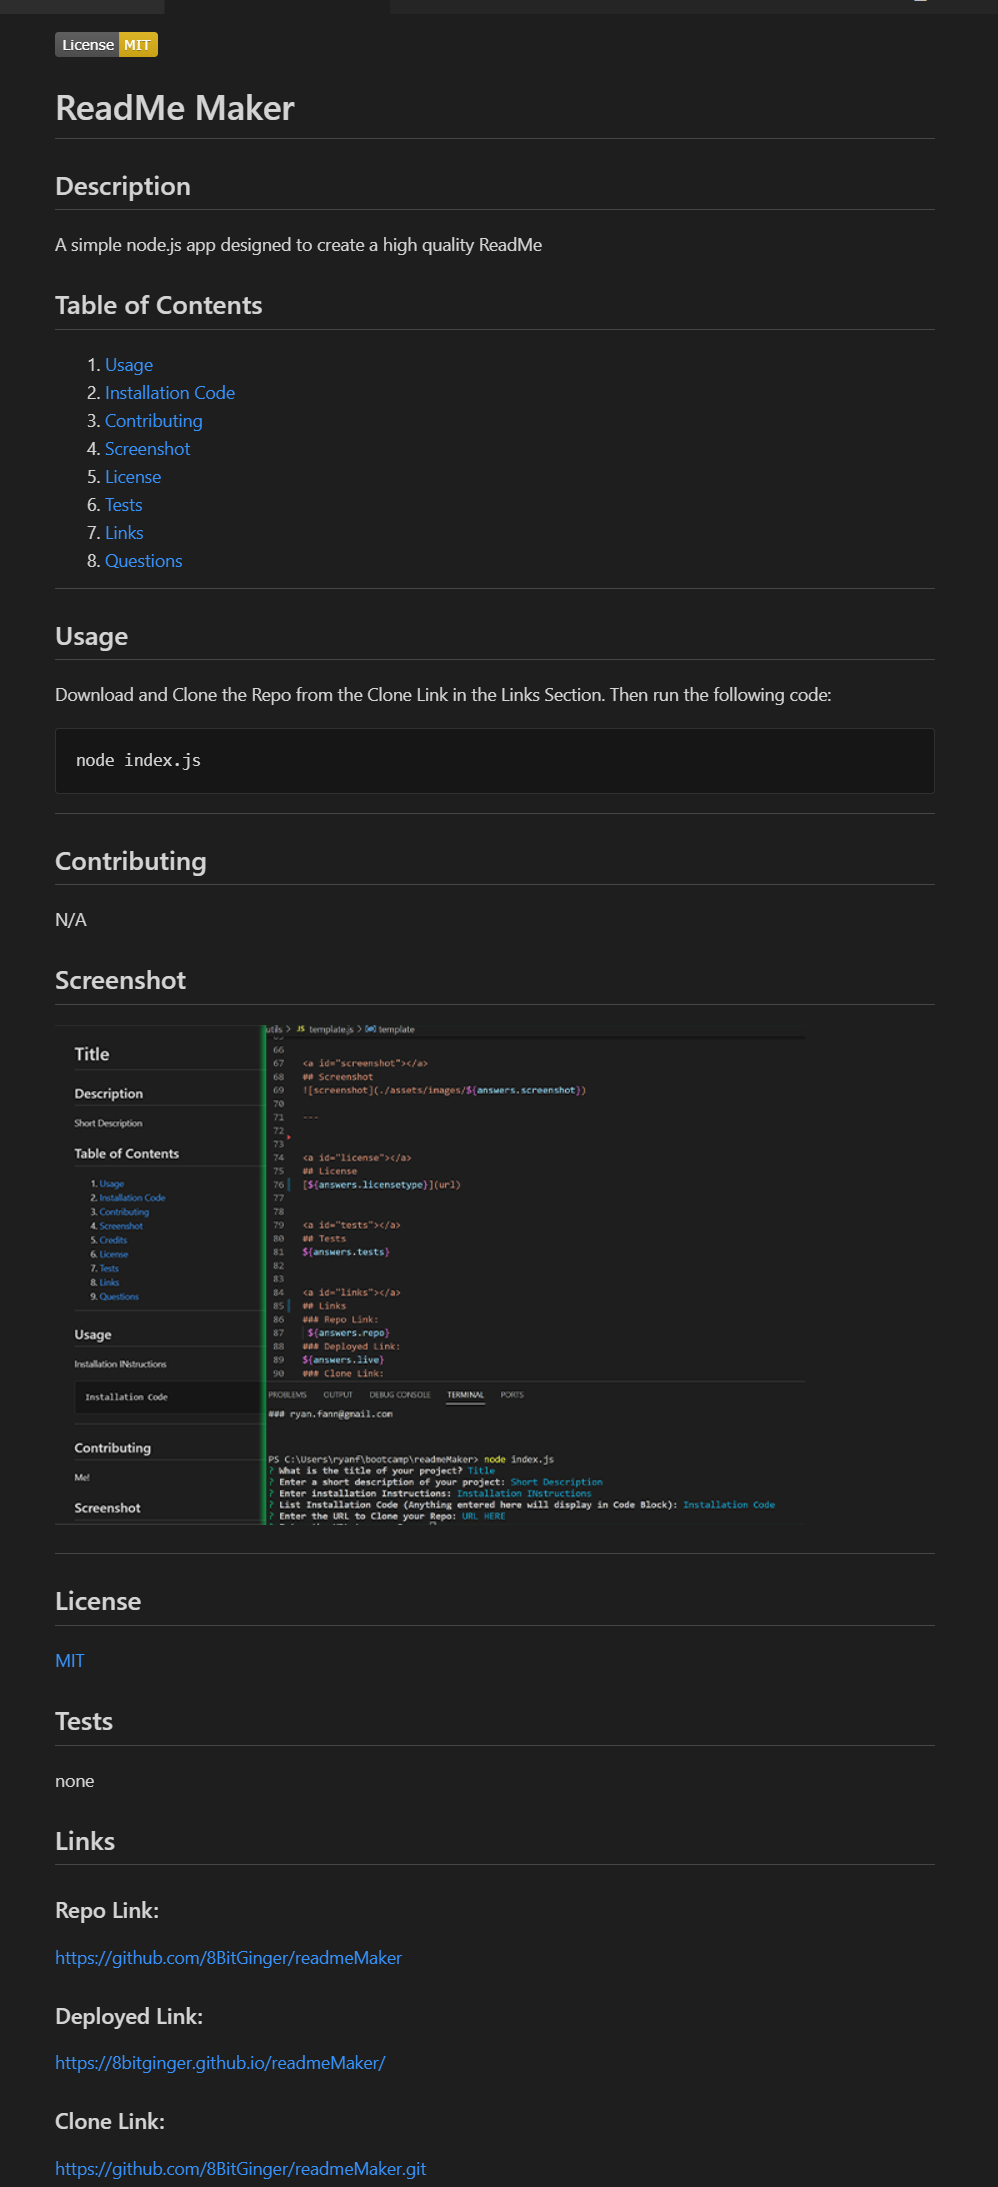 License MIT
ReadMe Maker
Description
A simple node.js app designed to create a high quality ReadMe
Table of Contents
1. Usage
2. Installation Code
3. Contributing
4. Screenshot
5. License
6. Tests
7. Links
8. Questions
Usage
Download and Clone the Repo from the Clone Link in the Links Section. Then run the following code:
node index.js
Contributing
N/A
Screenshot
Title
Description
Short Description
Table of Contents
1. Usage
2. Installation Code
3. Contributing
4. Screenshot
5. Credits
6. License
7. Tests
8. Links
9. Questions
Usage
Installation INstructions
Installation Code
Contributing
Me!
Screenshot
utils > JS template.js > template
66
67 <a id="screenshot"></a>
68 ## Screenshot
69 ![screenshot](./assets/images/${answers.screenshot})
70
71 ---
72
73
74 <a id="license"></a>
75 ## License
76 [${answers.licensetype}](url)
77
78
79 <a id="tests"></a>
80 ## Tests
81 ${answers.tests}
82
83
84 <a id="links"></a>
85 ## Links
86 ### Repo Link:
87 ${answers.repo}
88 ### Deployed Link:
89 ${answers.live}
90 ### Clone Link:
PROBLEMS OUTPUT DEBUG CONSOLE TERMINAL PORTS
### ryan.fann@gmail.com
PS C:\Users\ryanf\bootcamp\readmeMaker> node index.js
? What is the title of your project? Title
? Enter a short description of your project: Short Description
? Enter installation Instructions: Installation INstructions
? List Installation Code (Anything entered here will display in Code Block): Installation Code
? Enter the URL to Clone your Repo: URL HERE
License
MIT
Tests
none
Links
Repo Link:
https://github.com/8BitGinger/readmeMaker
Deployed Link:
https://8bitginger.github.io/readmeMaker/
Clone Link:
https://github.com/8BitGinger/readmeMaker.git